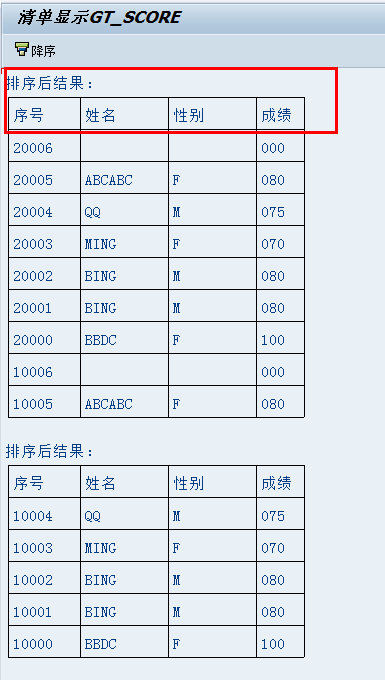 清单显示GT_SCORE
降序
排序后结果：
序号 姓名 性别 成绩
20006 000
20005 ABCABC F 080
20004 QQ M 075
20003 MING F 070
20002 BING M 080
20001 BING M 080
20000 BBDC F 100
10006 000
10005 ABCABC F 080
排序后结果：
序号 姓名 性别 成绩
10004 QQ M 075
10003 MING F 070
10002 BING M 080
10001 BING M 080
10000 BBDC F 100